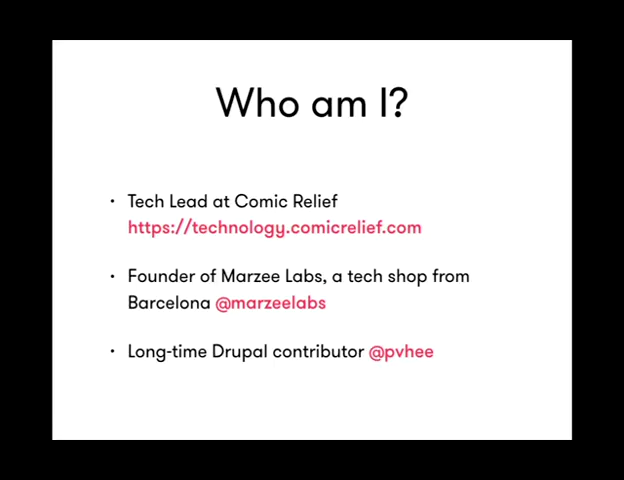 Who am I?
• Tech Lead at Comic Relief
https://technology.comicrelief.com
• Founder of Marzee Labs, a tech shop from
Barcelona @marzeelabs
• Long-time Drupal contributor @pvhee